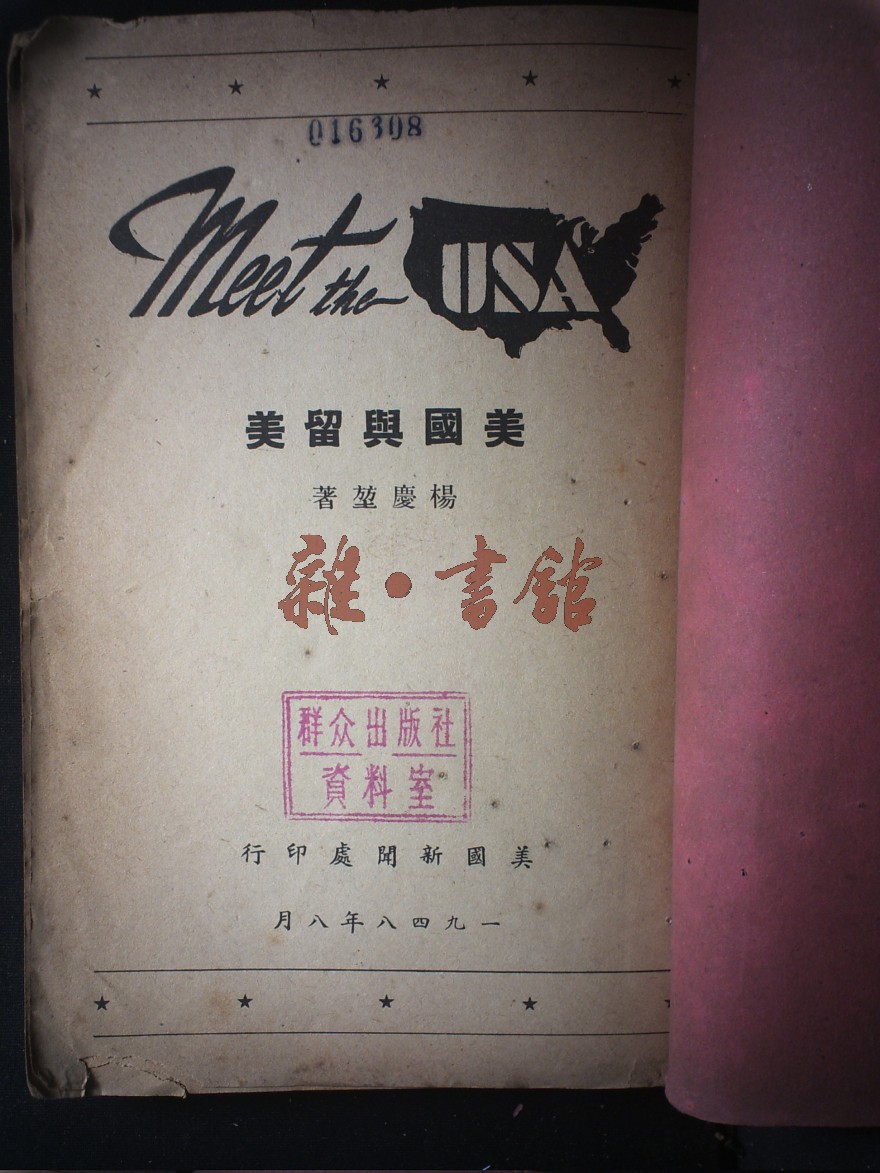 016308
Meet the USA
美國與留美
楊慶堃著
雜·書館
群众出版社
資料室
美國新聞處印行
一九四八年八月